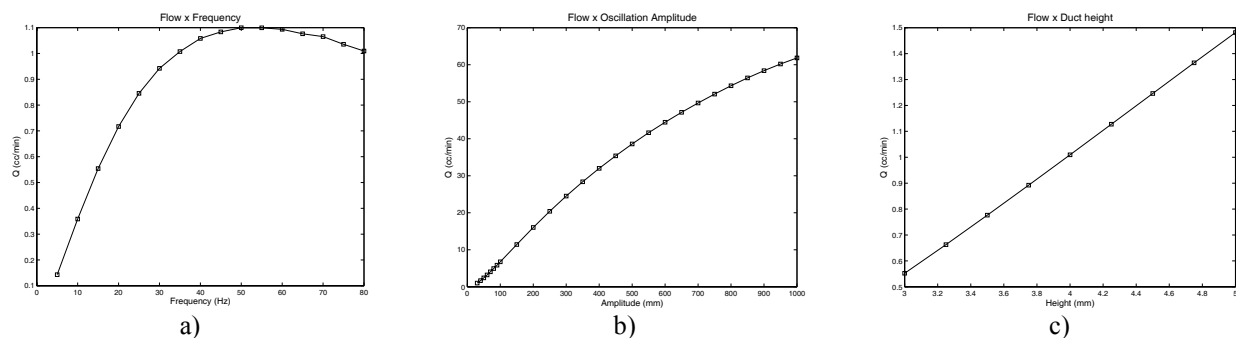 Flow x Frequency
1.1
1
0.9
0.8
0.7
0.6
0.5
0.4
0.3
0.2
0.1
Q (cc/min)
0 10 20 30 40 50 60 70 80
Frequency (Hz)
a)
Flow x Oscillation Amplitude
70
60
50
40
30
20
10
0
Q (cc/min)
0 100 200 300 400 500 600 700 800 900 1000
Amplitude (mm)
b)
Flow x Duct height
1.5
1.4
1.3
1.2
1.1
1
0.9
0.8
0.7
0.6
0.5
Q (cc/min)
3 3.2 3.4 3.6 3.8 4 4.2 4.4 4.6 4.8 5
Height (mm)
c)